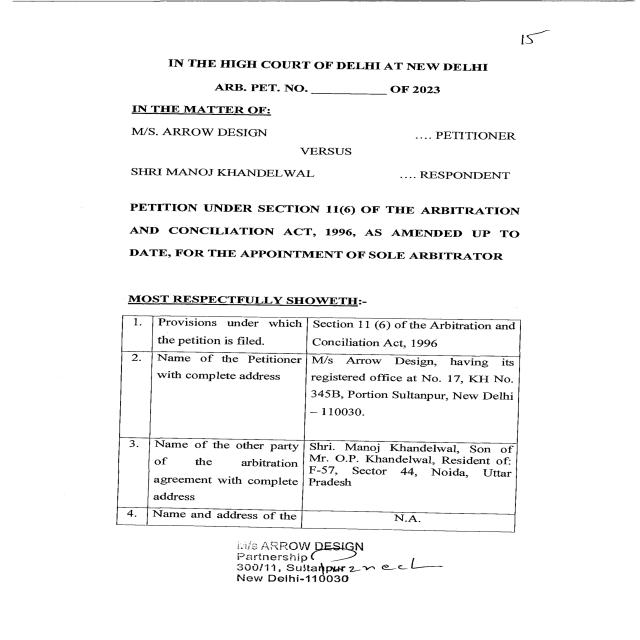 15
IN THE HIGH COURT OF DELHI AT NEW DELHI
ARB. PET. NO. __________ OF 2023
IN THE MATTER OF:
M/S. ARROW DESIGN .... PETITIONER
VERSUS
SHRI MANOJ KHANDELWAL .... RESPONDENT
PETITION UNDER SECTION 11(6) OF THE ARBITRATION
AND CONCILIATION ACT, 1996, AS AMENDED UP TO
DATE, FOR THE APPOINTMENT OF SOLE ARBITRATOR
MOST RESPECTFULLY SHOWETH:-
1. Provisions under which Section 11 (6) of the Arbitration and
the petition is filed. Conciliation Act, 1996
2. Name of the Petitioner M/s Arrow Design, having its
with complete address registered office at No. 17, KH No.
345B, Portion Sultanpur, New Delhi
– 110030.
3. Name of the other party Shri. Manoj Khandelwal, Son of
of the arbitration Mr. O.P. Khandelwal, Resident of:
agreement with complete F-57, Sector 44, Noida, Uttar
address Pradesh
4. Name and address of the N.A.
M/s ARROW DESIGN
Partnership
300/11, Sultanpur
New Delhi-110030